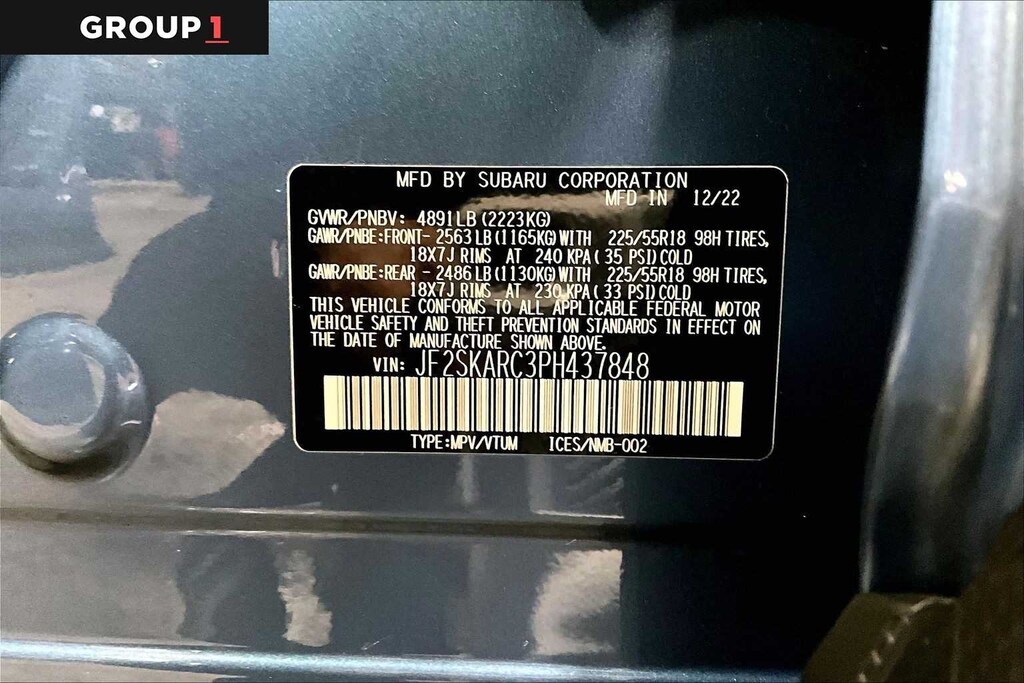 GROUP 1
MFD BY SUBARU CORPORATION
MFD IN 12/22
GVWR/PNBV: 4891LB(2223KG)
GAWR/PNBE:FRONT- 2563LB(1165KG)WITH 225/55R18 98H TIRES,
18X7J RIMS AT 240 KPA( 35 PSI)COLD
GAWR/PNBE:REAR - 2486LB(1130KG)WITH 225/55R18 98H TIRES,
18X7J RIMS AT 230 KPA( 33 PSI)COLD
THIS VEHICLE CONFORMS TO ALL APPLICABLE FEDERAL MOTOR
VEHICLE SAFETY AND THEFT PREVENTION STANDARDS IN EFFECT ON
THE DATE OF MANUFACTURE SHOWN ABOVE.
VIN: JF2SKARC3PH437848
TYPE:MPV/VTUM ICES/NMB-002